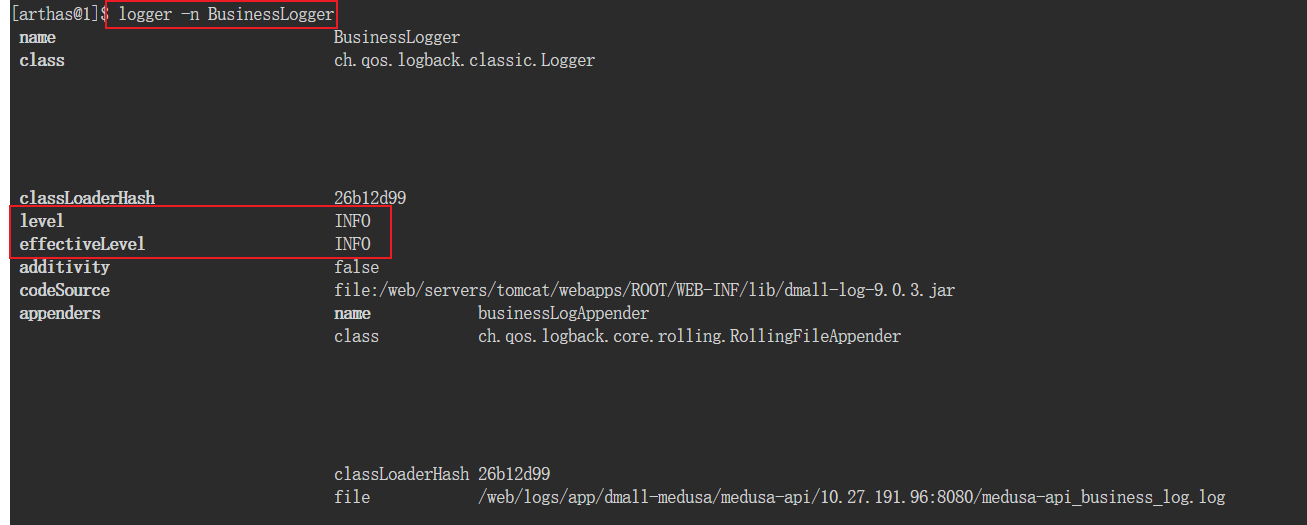 [arthas@1]$ logger -n BusinessLogger
name BusinessLogger
class ch.qos.logback.classic.Logger
classLoaderHash 26b12d99
level INFO
effectiveLevel INFO
additivity false
codeSource file:/web/servers/tomcat/webapps/ROOT/WEB-INF/lib/dmall-log-9.0.3.jar
appenders name businessLogAppender
class ch.qos.logback.core.rolling.RollingFileAppender
classLoaderHash 26b12d99
file /web/logs/app/dmall-medusa/medusa-api/10.27.191.96:8080/medusa-api_business_log.log